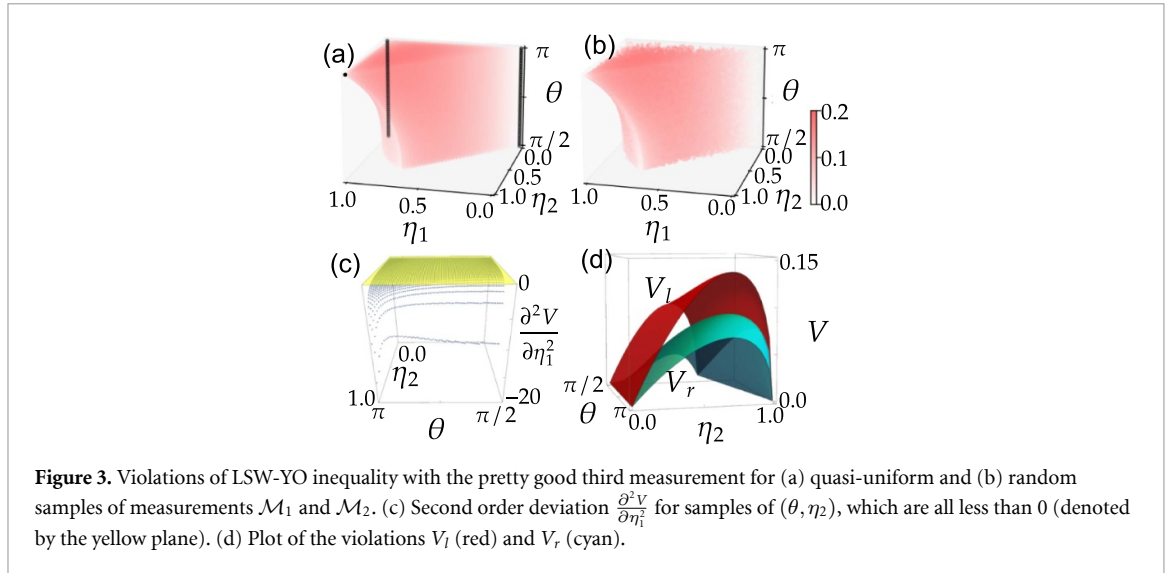 (a)
π
θ
π/2
0.0
0.5
1.0 η₂
1.0
0.5
0.0
η₁
(b)
π
θ
π/2
0.0
0.5
1.0 η₂
1.0
0.5
0.0
η₁
0.2
0.1
0.0
(c)
0
∂²V
∂η₁²
0.0
η₂
1.0
−20
π
π/2
θ
(d)
0.15
Vₗ
V
π/2
Vᵣ
θ
π
0.0
1.0
0.0
η₂
Figure 3. Violations of LSW-YO inequality with the pretty good third measurement for (a) quasi-uniform and (b) random
samples of measurements ℳ₁ and ℳ₂. (c) Second order deviation ∂²V/∂η₁² for samples of (θ, η₂), which are all less than 0 (denoted
by the yellow plane). (d) Plot of the violations Vₗ (red) and Vᵣ (cyan).